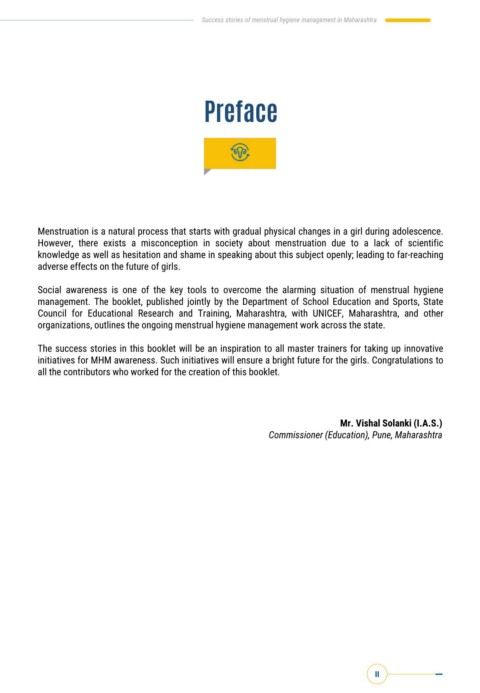 Success stories of menstrual hygiene management in Maharashtra
Preface
Menstruation is a natural process that starts with gradual physical changes in a girl during adolescence.
However, there exists a misconception in society about menstruation due to a lack of scientific
knowledge as well as hesitation and shame in speaking about this subject openly; leading to far-reaching
adverse effects on the future of girls.
Social awareness is one of the key tools to overcome the alarming situation of menstrual hygiene
management. The booklet, published jointly by the Department of School Education and Sports, State
Council for Educational Research and Training, Maharashtra, with UNICEF, Maharashtra, and other
organizations, outlines the ongoing menstrual hygiene management work across the state.
The success stories in this booklet will be an inspiration to all master trainers for taking up innovative
initiatives for MHM awareness. Such initiatives will ensure a bright future for the girls. Congratulations to
all the contributors who worked for the creation of this booklet.
Mr. Vishal Solanki (I.A.S.)
Commissioner (Education), Pune, Maharashtra
II